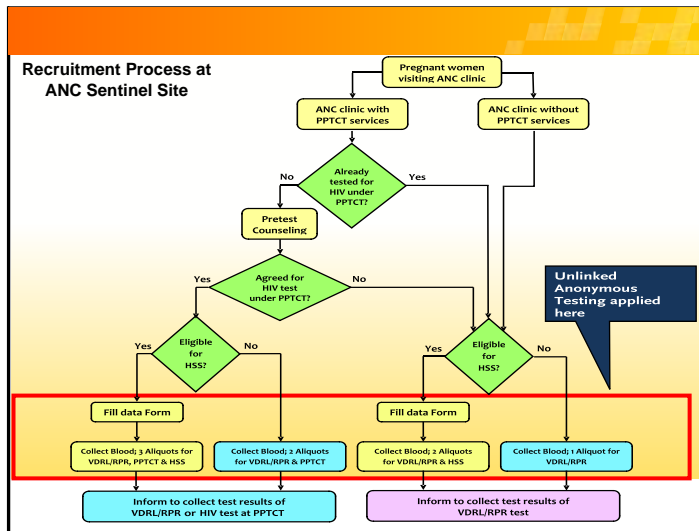 Recruitment Process at
ANC Sentinel Site
Pregnant women
visiting ANC clinic
ANC clinic with
PPTCT services
ANC clinic without
PPTCT services
Already
tested for
HIV under
PPTCT?
No
Yes
Pretest
Counseling
Agreed for
HIV test
under PPTCT?
Yes
No
Unlinked
Anonymous
Testing applied
here
Eligible
for
HSS?
Yes
No
Eligible
for
HSS?
Yes
No
Fill data Form
Fill data Form
Collect Blood; 3 Aliquots for
VDRL/RPR, PPTCT & HSS
Collect Blood; 2 Aliquots
for VDRL/RPR & PPTCT
Collect Blood; 2 Aliquots
for VDRL/RPR & HSS
Collect Blood; 1 Aliquot for
VDRL/RPR
Inform to collect test results of
VDRL/RPR or HIV test at PPTCT
Inform to collect test results of
VDRL/RPR test